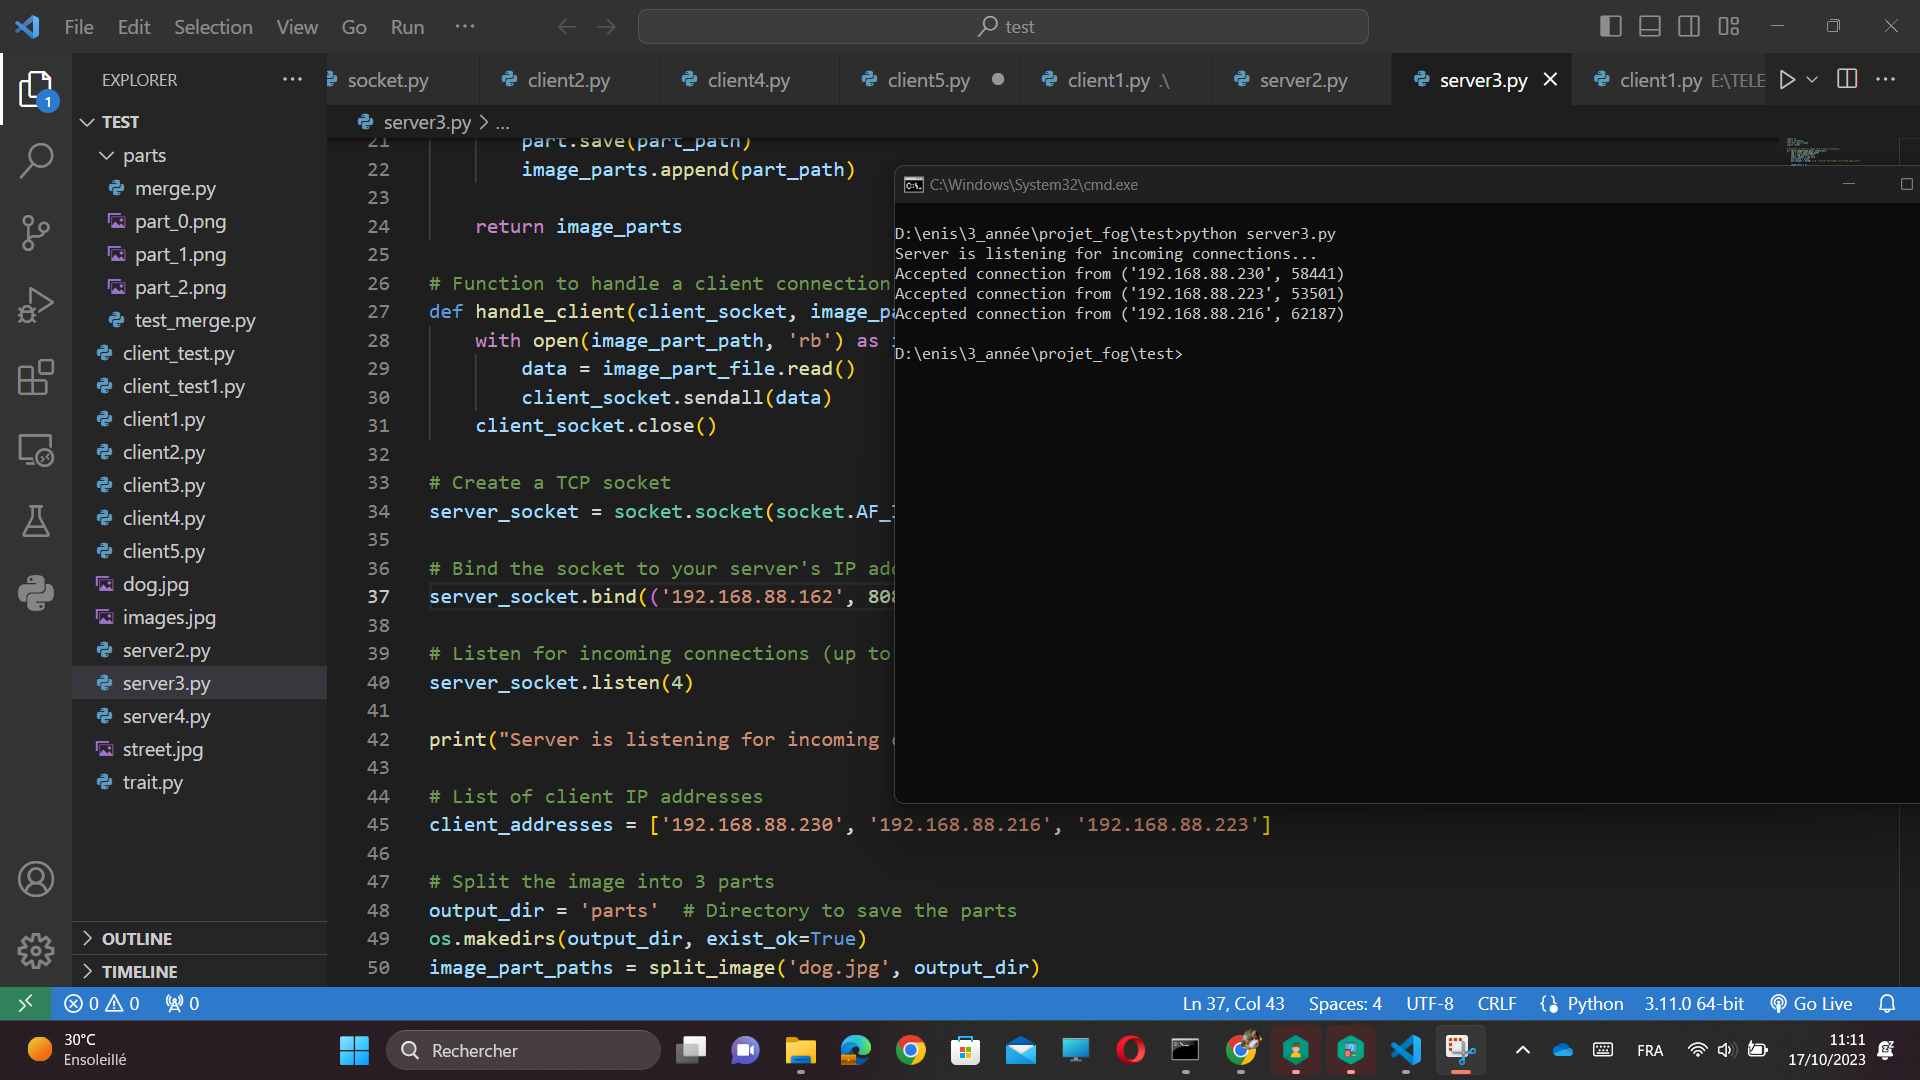 File Edit Selection View Go Run ···
test
EXPLORER ···
socket.py client2.py client4.py client5.py client1.py .\ server2.py server3.py client1.py E:\TELE
server3.py > ...
TEST
parts
merge.py
part_0.png
part_1.png
part_2.png
test_merge.py
client_test.py
client_test1.py
client1.py
client2.py
client3.py
client4.py
client5.py
dog.jpg
images.jpg
server2.py
server3.py
server4.py
street.jpg
trait.py
OUTLINE
TIMELINE
1
21 part.save(part_path)
22 image_parts.append(part_path)
23
24 return image_parts
25
26 # Function to handle a client connection
27 def handle_client(client_socket, image_pa
28 with open(image_part_path, 'rb') as
29 data = image_part_file.read()
30 client_socket.sendall(data)
31 client_socket.close()
32
33 # Create a TCP socket
34 server_socket = socket.socket(socket.AF_
35
36 # Bind the socket to your server's IP add
37 server_socket.bind(('192.168.88.162', 808
38
39 # Listen for incoming connections (up to
40 server_socket.listen(4)
41
42 print("Server is listening for incoming
43
44 # List of client IP addresses
45 client_addresses = ['192.168.88.230', '192.168.88.216', '192.168.88.223']
46
47 # Split the image into 3 parts
48 output_dir = 'parts'  # Directory to save the parts
49 os.makedirs(output_dir, exist_ok=True)
50 image_part_paths = split_image('dog.jpg', output_dir)
C:\Windows\System32\cmd.exe
D:\enis\3_année\projet_fog\test>python server3.py
Server is listening for incoming connections...
Accepted connection from ('192.168.88.230', 58441)
Accepted connection from ('192.168.88.223', 53501)
Accepted connection from ('192.168.88.216', 62187)
D:\enis\3_année\projet_fog\test>
0 0 0
Ln 37, Col 43 Spaces: 4 UTF-8 CRLF Python 3.11.0 64-bit Go Live
30°C
Ensoleillé
Rechercher
FRA
11:11
17/10/2023